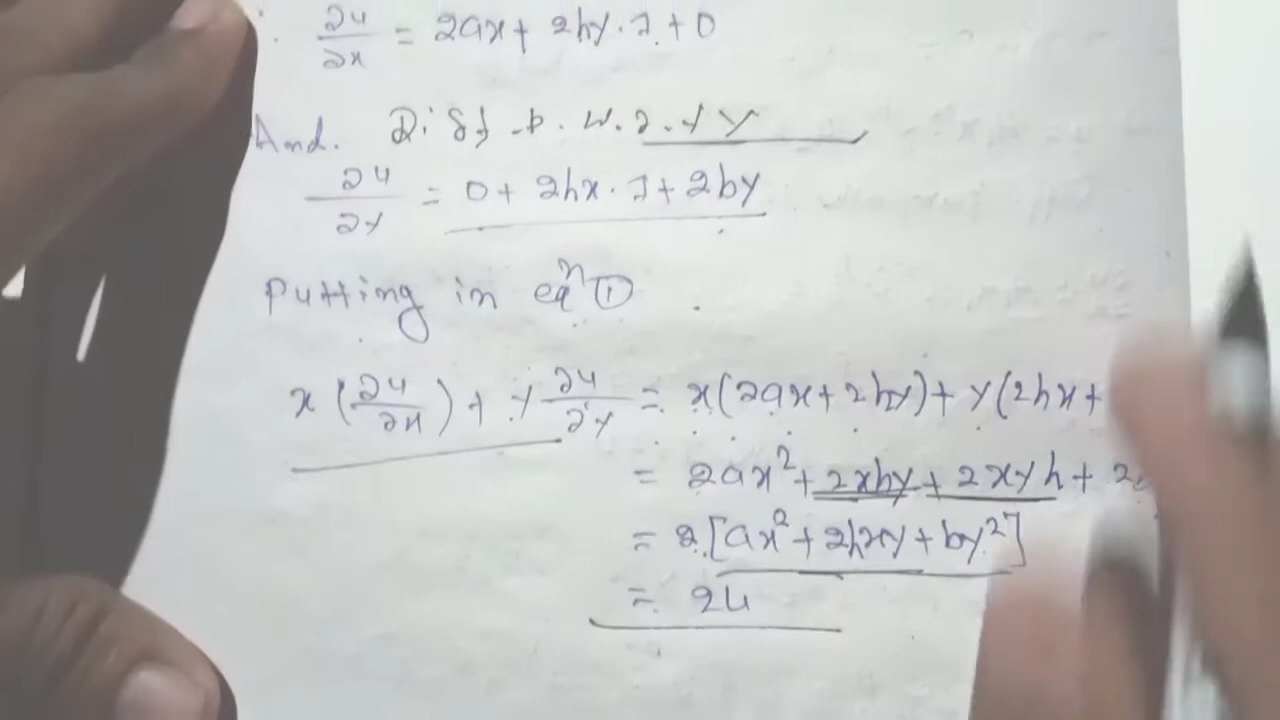 ∴ ∂u/∂x = 2ax + 2hy · 1 + 0
And. Diff. p. w. r. t y
∂u/∂y = 0 + 2hx · 1 + 2by
Putting in eqⁿ ①
x (∂u/∂x) + y ∂u/∂y = x(2ax + 2hy) + y(2hx +
= 2ax² + 2xhy + 2xyh + 2
= 2 [ax² + 2hxy + by²]
= 2u